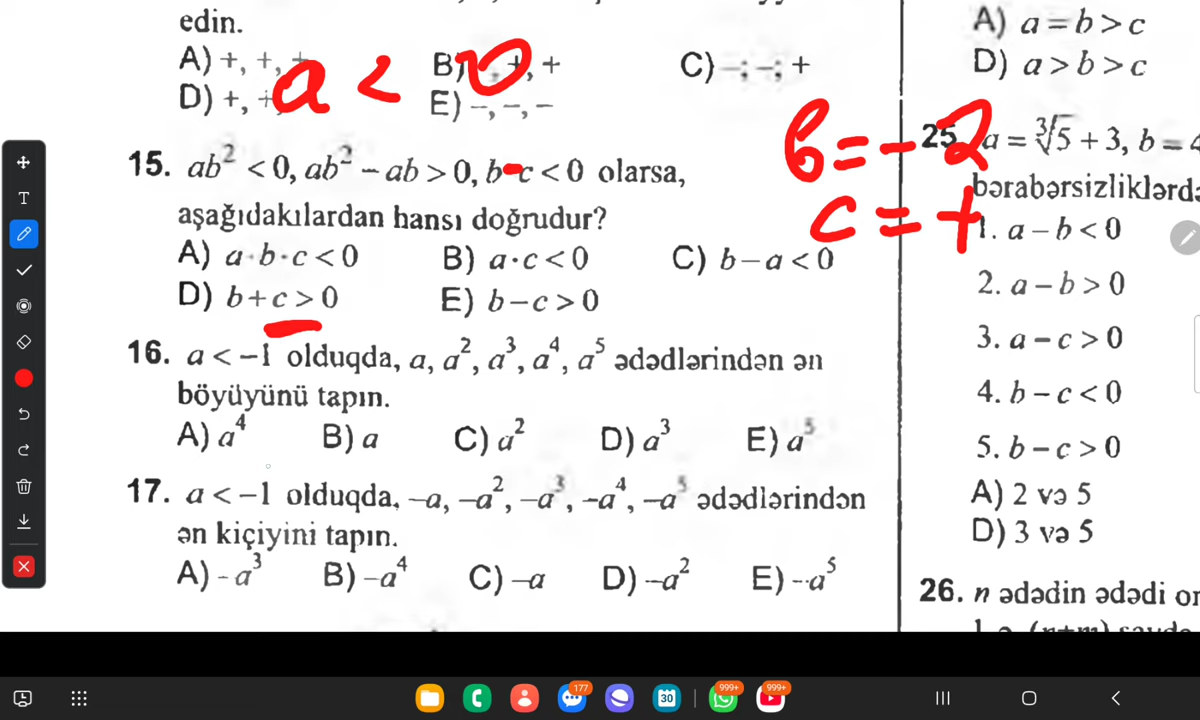 edin.
A) +, +, +
B) -, +, +
C) –; –; +
D) +, +
E) –, –, –
a < 0
15. ab² < 0, ab² – ab > 0, b - c < 0 olarsa,
aşağıdakılardan hansı doğrudur?
A) a·b·c < 0
B) a·c < 0
C) b – a < 0
D) b + c > 0
E) b – c > 0
16. a < –1 olduqda, a, a², a³, a⁴, a⁵ ədədlərindən ən
böyüyünü tapın.
A) a⁴
B) a
C) a²
D) a³
E) a⁵
17. a < –1 olduqda, –a, –a², –a³, –a⁴, –a⁵ ədədlərindən
ən kiçiyini tapın.
A) -a³
B) –a⁴
C) –a
D) –a²
E) -a⁵
b = -2
c = +
A) a = b > c
D) a > b > c
25. a = ∛5 + 3, b =
bərabərsizliklərdə
1. a – b < 0
2. a – b > 0
3. a – c > 0
4. b – c < 0
5. b – c > 0
A) 2 və 5
D) 3 və 5
26. n ədədin ədədi
T
177
30
999+
999+